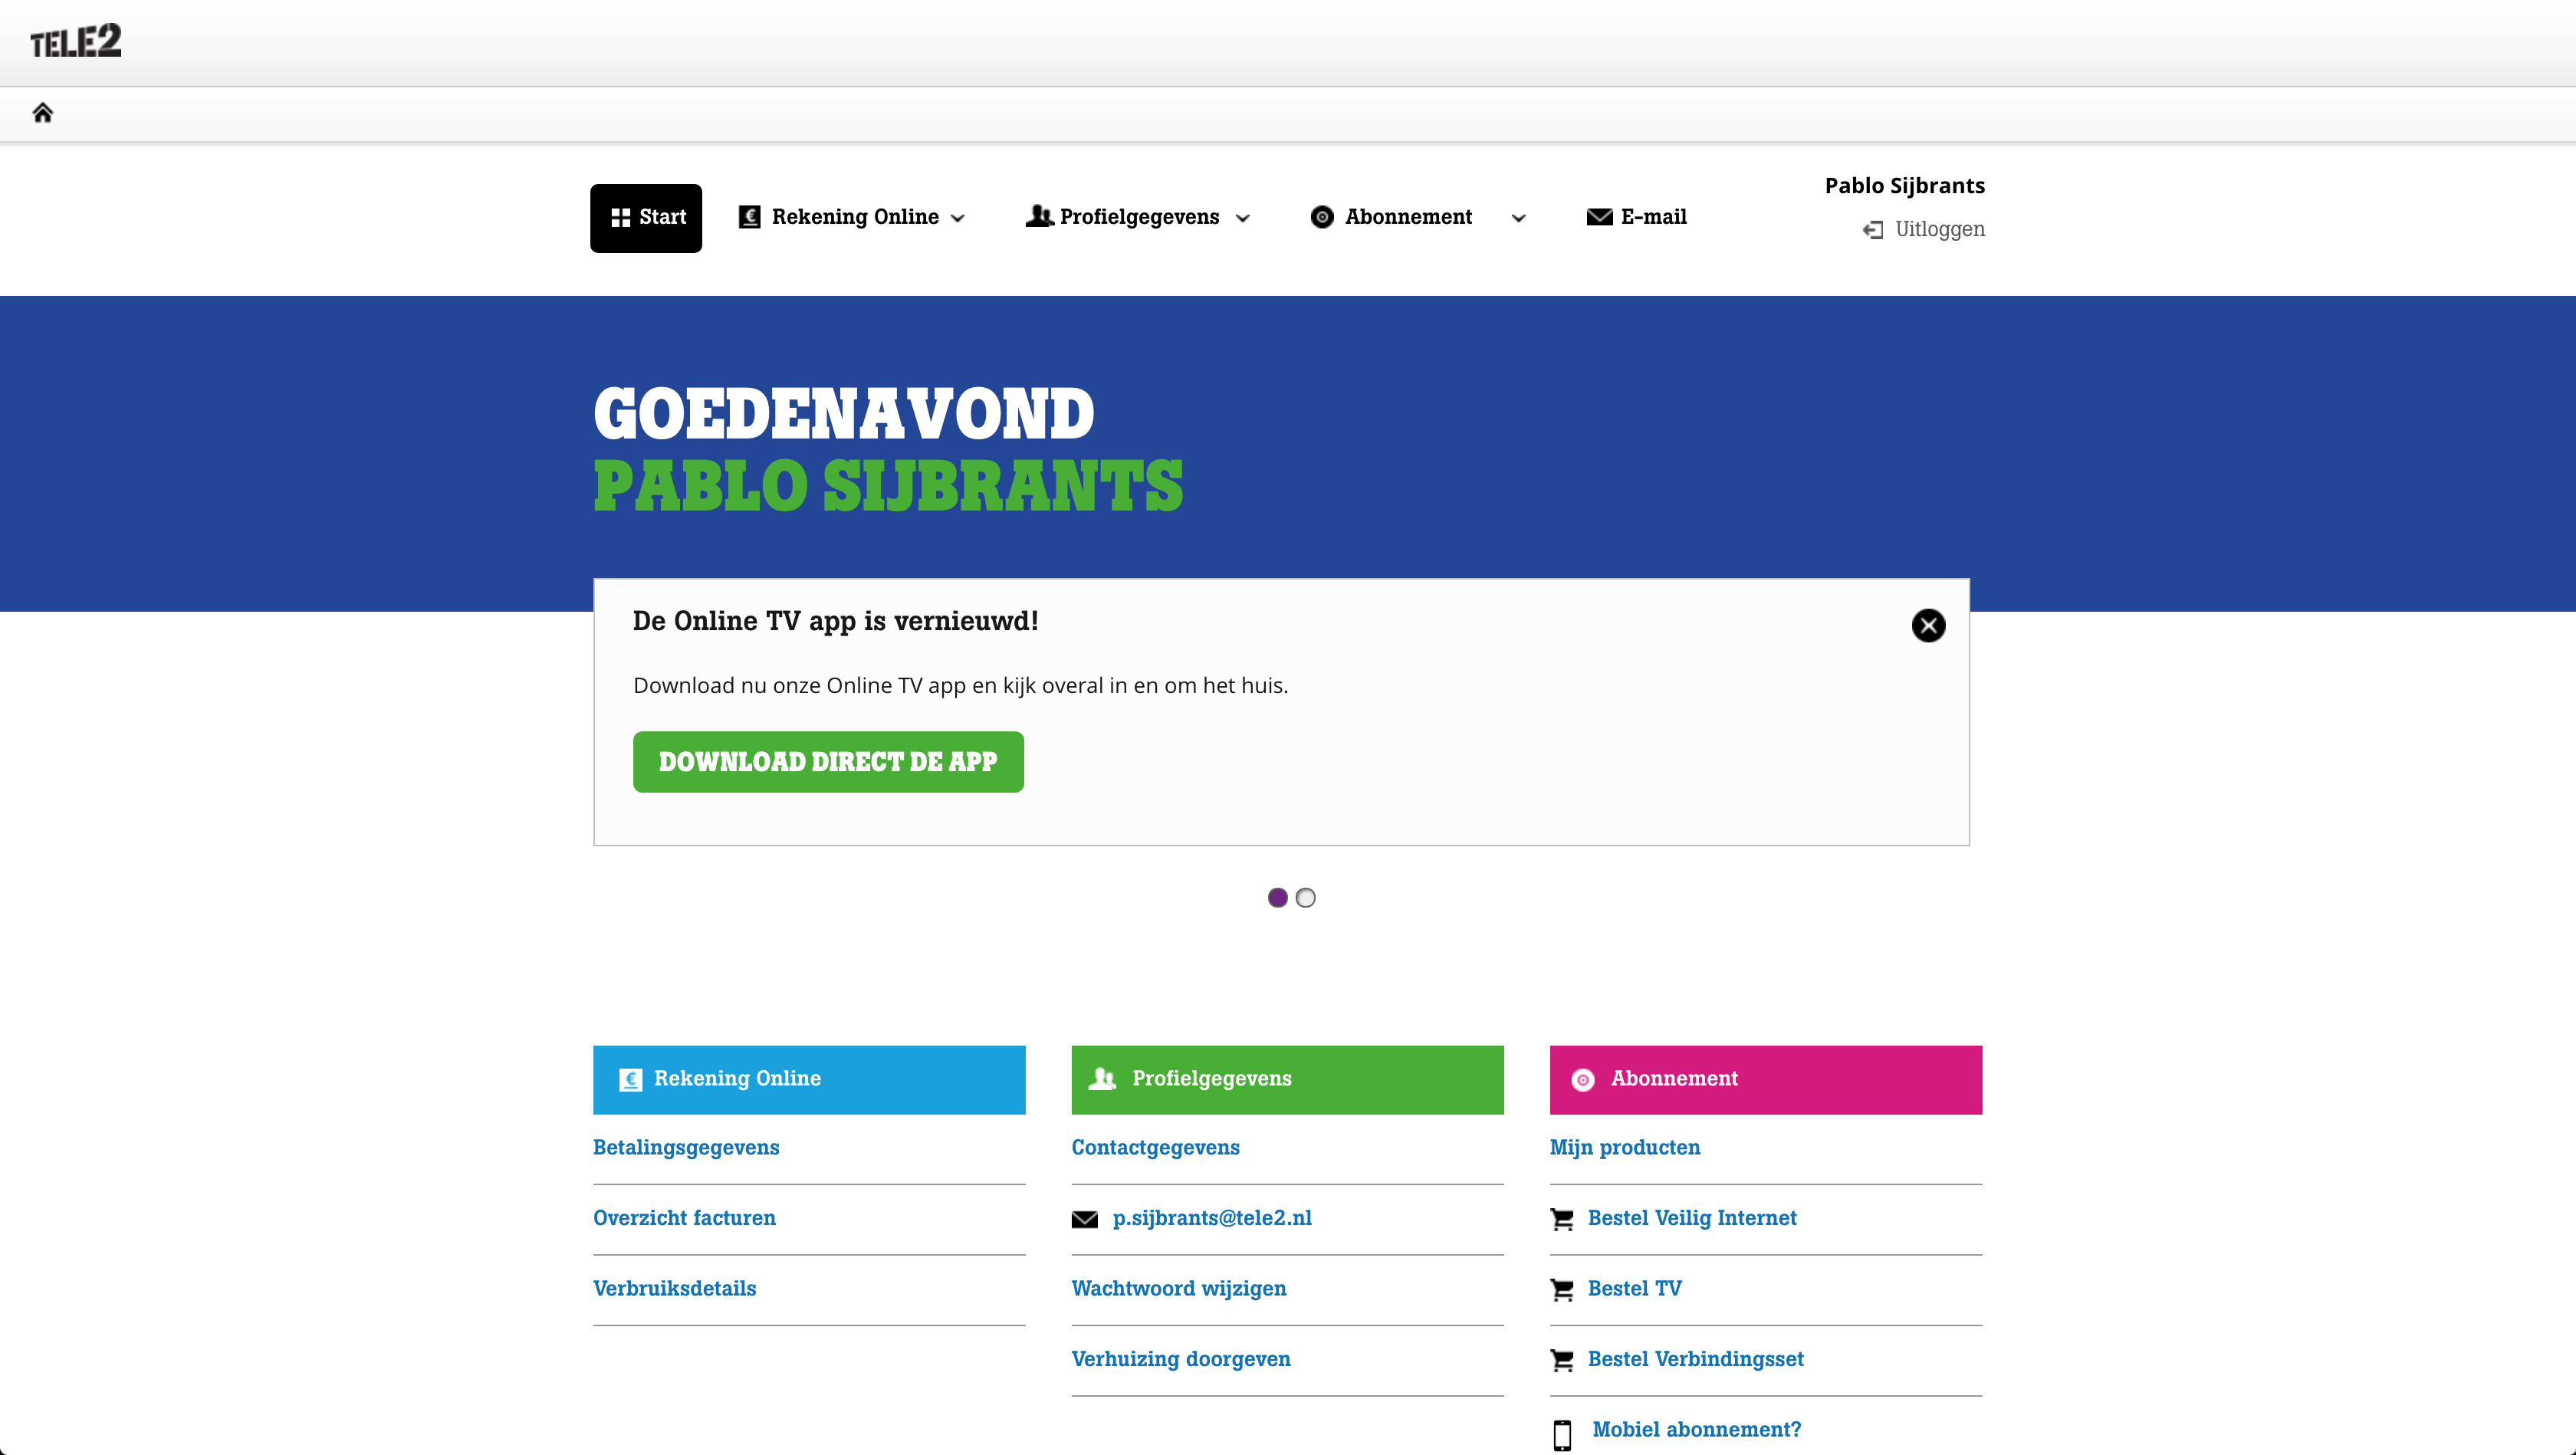 TELE2
Start
Rekening Online
Profielgegevens
Abonnement
E-mail
Pablo Sijbrants
Uitloggen
GOEDENAVOND
PABLO SIJBRANTS
De Online TV app is vernieuwd!
Download nu onze Online TV app en kijk overal in en om het huis.
DOWNLOAD DIRECT DE APP
Rekening Online
Betalingsgegevens
Overzicht facturen
Verbruiksdetails
Profielgegevens
Contactgegevens
p.sijbrants@tele2.nl
Wachtwoord wijzigen
Verhuizing doorgeven
Abonnement
Mijn producten
Bestel Veilig Internet
Bestel TV
Bestel Verbindingsset
Mobiel abonnement?